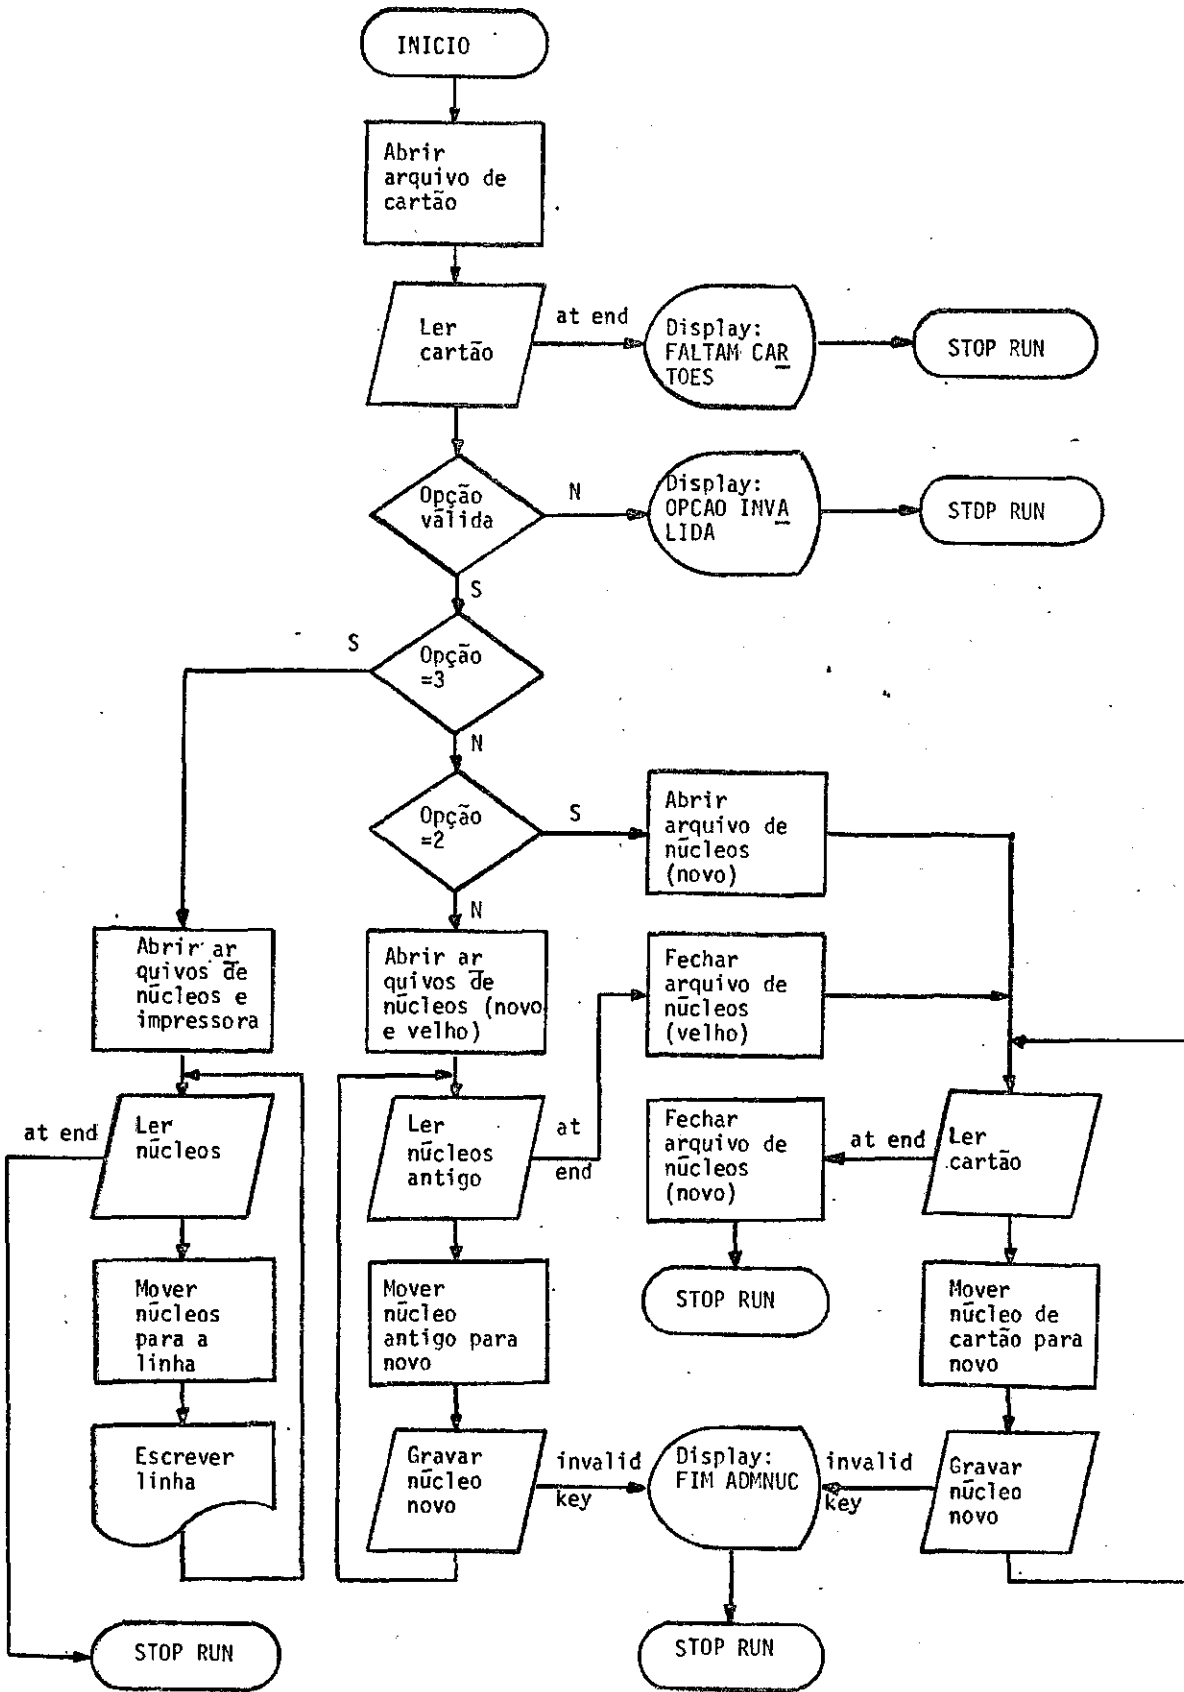 INICIO
Abrir
arquivo de
cartão
Ler
cartão
at end
Display:
FALTAM CAR
TOES
STOP RUN
Opção
válida
N
Display:
OPCAO INVA
LIDA
STDP RUN
S
S
Opção
=3
N
Opção
=2
S
Abrir
arquivo de
núcleos
(novo)
N
Abrir ar
quivos de
núcleos e
impressora
Abrir ar
quivos de
núcleos (novo
e velho)
Fechar
arquivo de
núcleos
(velho)
at end
Ler
núcleos
Ler
núcleos
antigo
at
end
Fechar
arquivo de
núcleos
(novo)
at end
Ler
cartão
Mover
núcleos
para a
linha
Mover
núcleo
antigo para
novo
STOP RUN
Mover
núcleo de
cartão para
novo
Escrever
linha
Gravar
núcleo
novo
invalid
key
Display:
FIM ADMNUC
invalid
key
Gravar
núcleo
novo
STOP RUN
STOP RUN